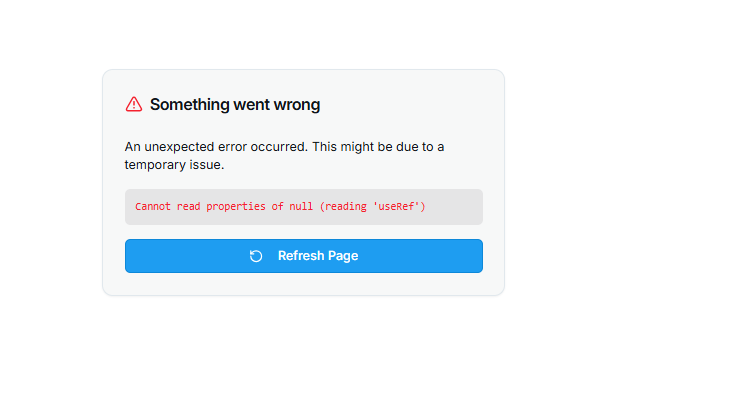 Something went wrong
An unexpected error occurred. This might be due to a
temporary issue.
Cannot read properties of null (reading 'useRef')
Refresh Page